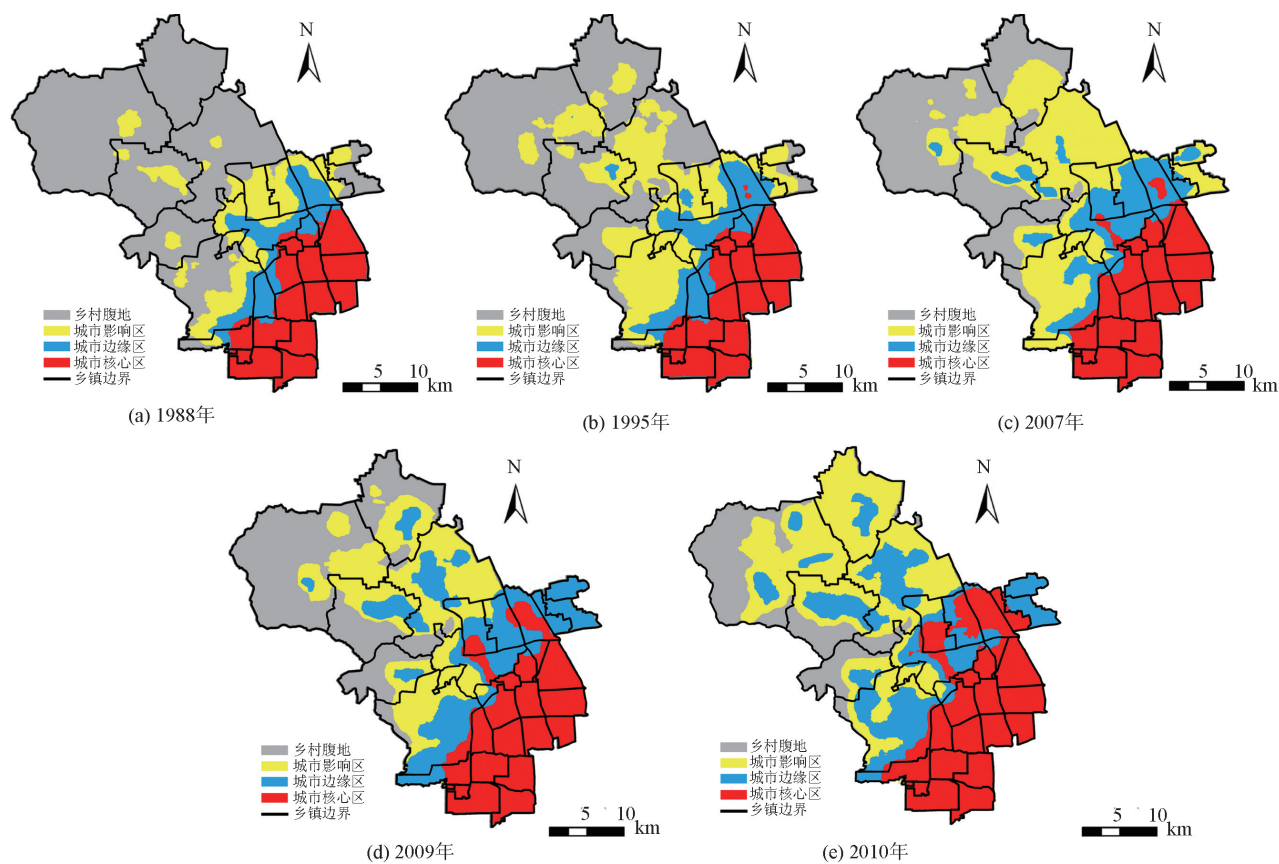 N
乡村腹地
城市影响区
城市边缘区
城市核心区
乡镇边界
5 10
km
(a) 1988年
N
乡村腹地
城市影响区
城市边缘区
城市核心区
乡镇边界
5 10
km
(b) 1995年
N
乡村腹地
城市影响区
城市边缘区
城市核心区
乡镇边界
5 10
km
(c) 2007年
N
乡村腹地
城市影响区
城市边缘区
城市核心区
乡镇边界
5 10
km
(d) 2009年
N
乡村腹地
城市影响区
城市边缘区
城市核心区
乡镇边界
5 10
km
(e) 2010年